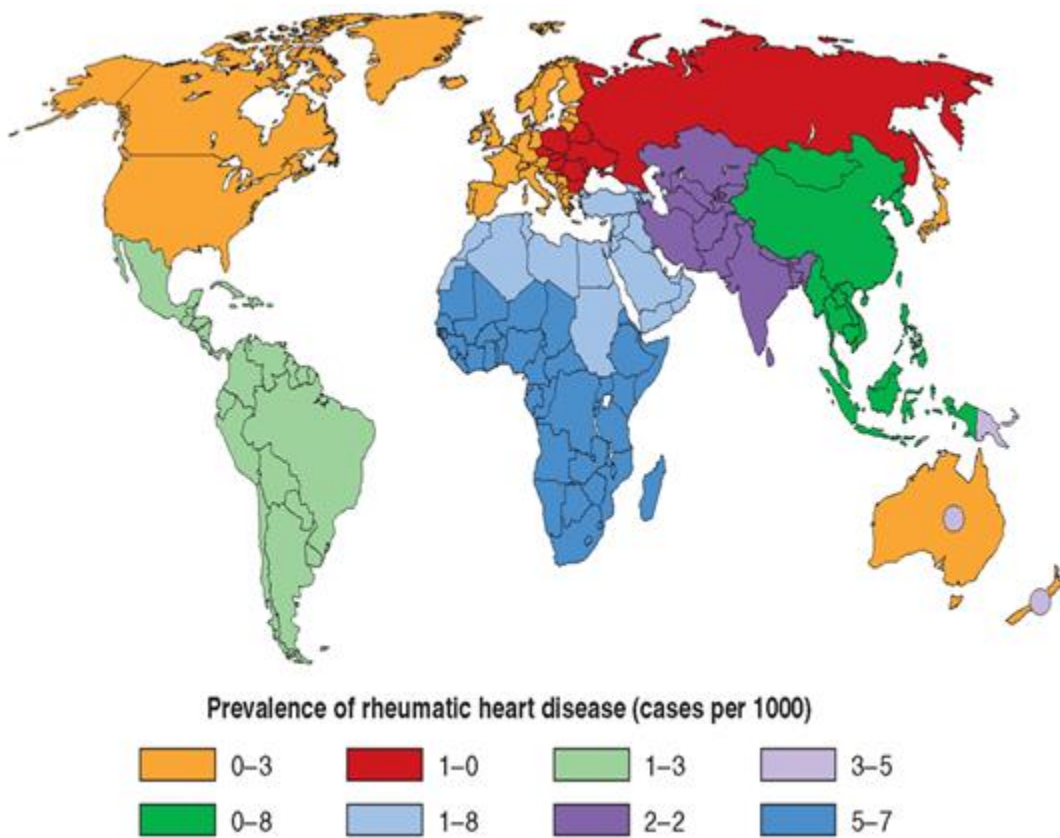 Prevalence of rheumatic heart disease (cases per 1000)
0–3 1–0 1–3 3–5
0–8 1–8 2–2 5–7